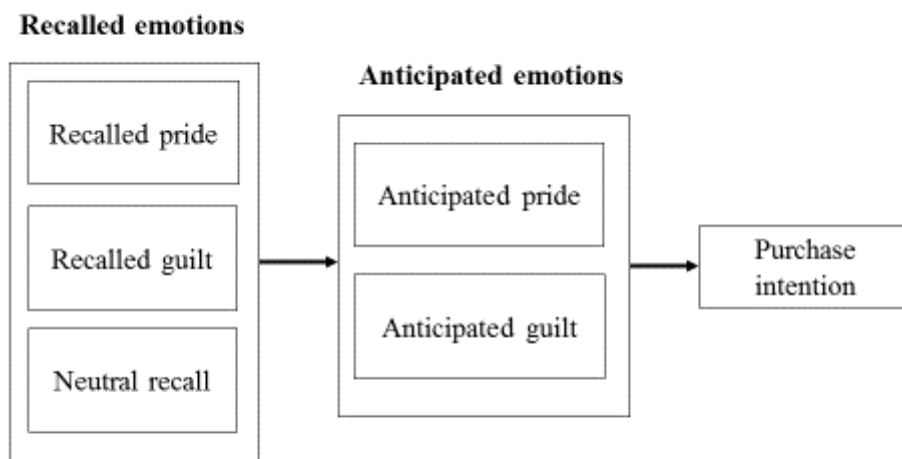 Recalled emotions
Recalled pride
Recalled guilt
Neutral recall
Anticipated emotions
Anticipated pride
Anticipated guilt
Purchase
intention